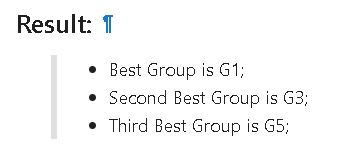 Result: ¶
• Best Group is G1;
• Second Best Group is G3;
• Third Best Group is G5;